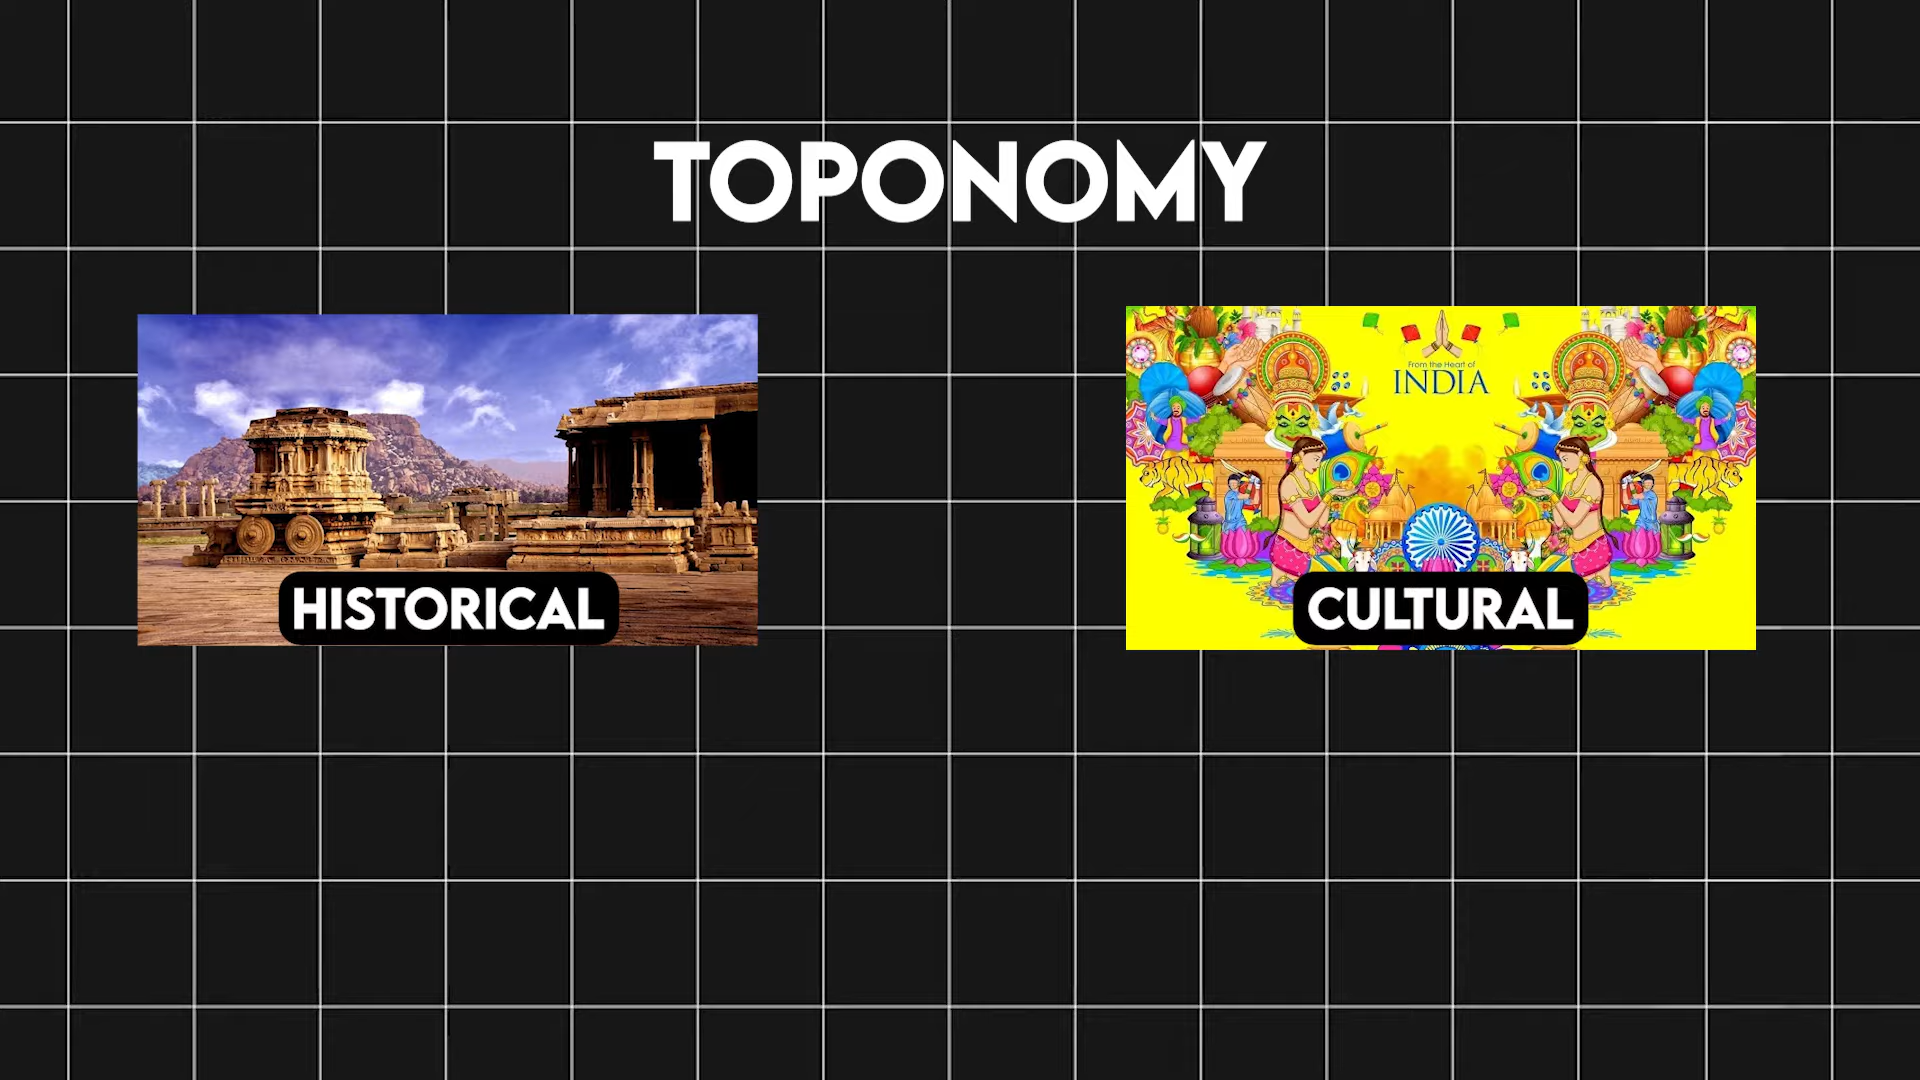 TOPONOMY
From the Heart of
INDIA
HISTORICAL
CULTURAL